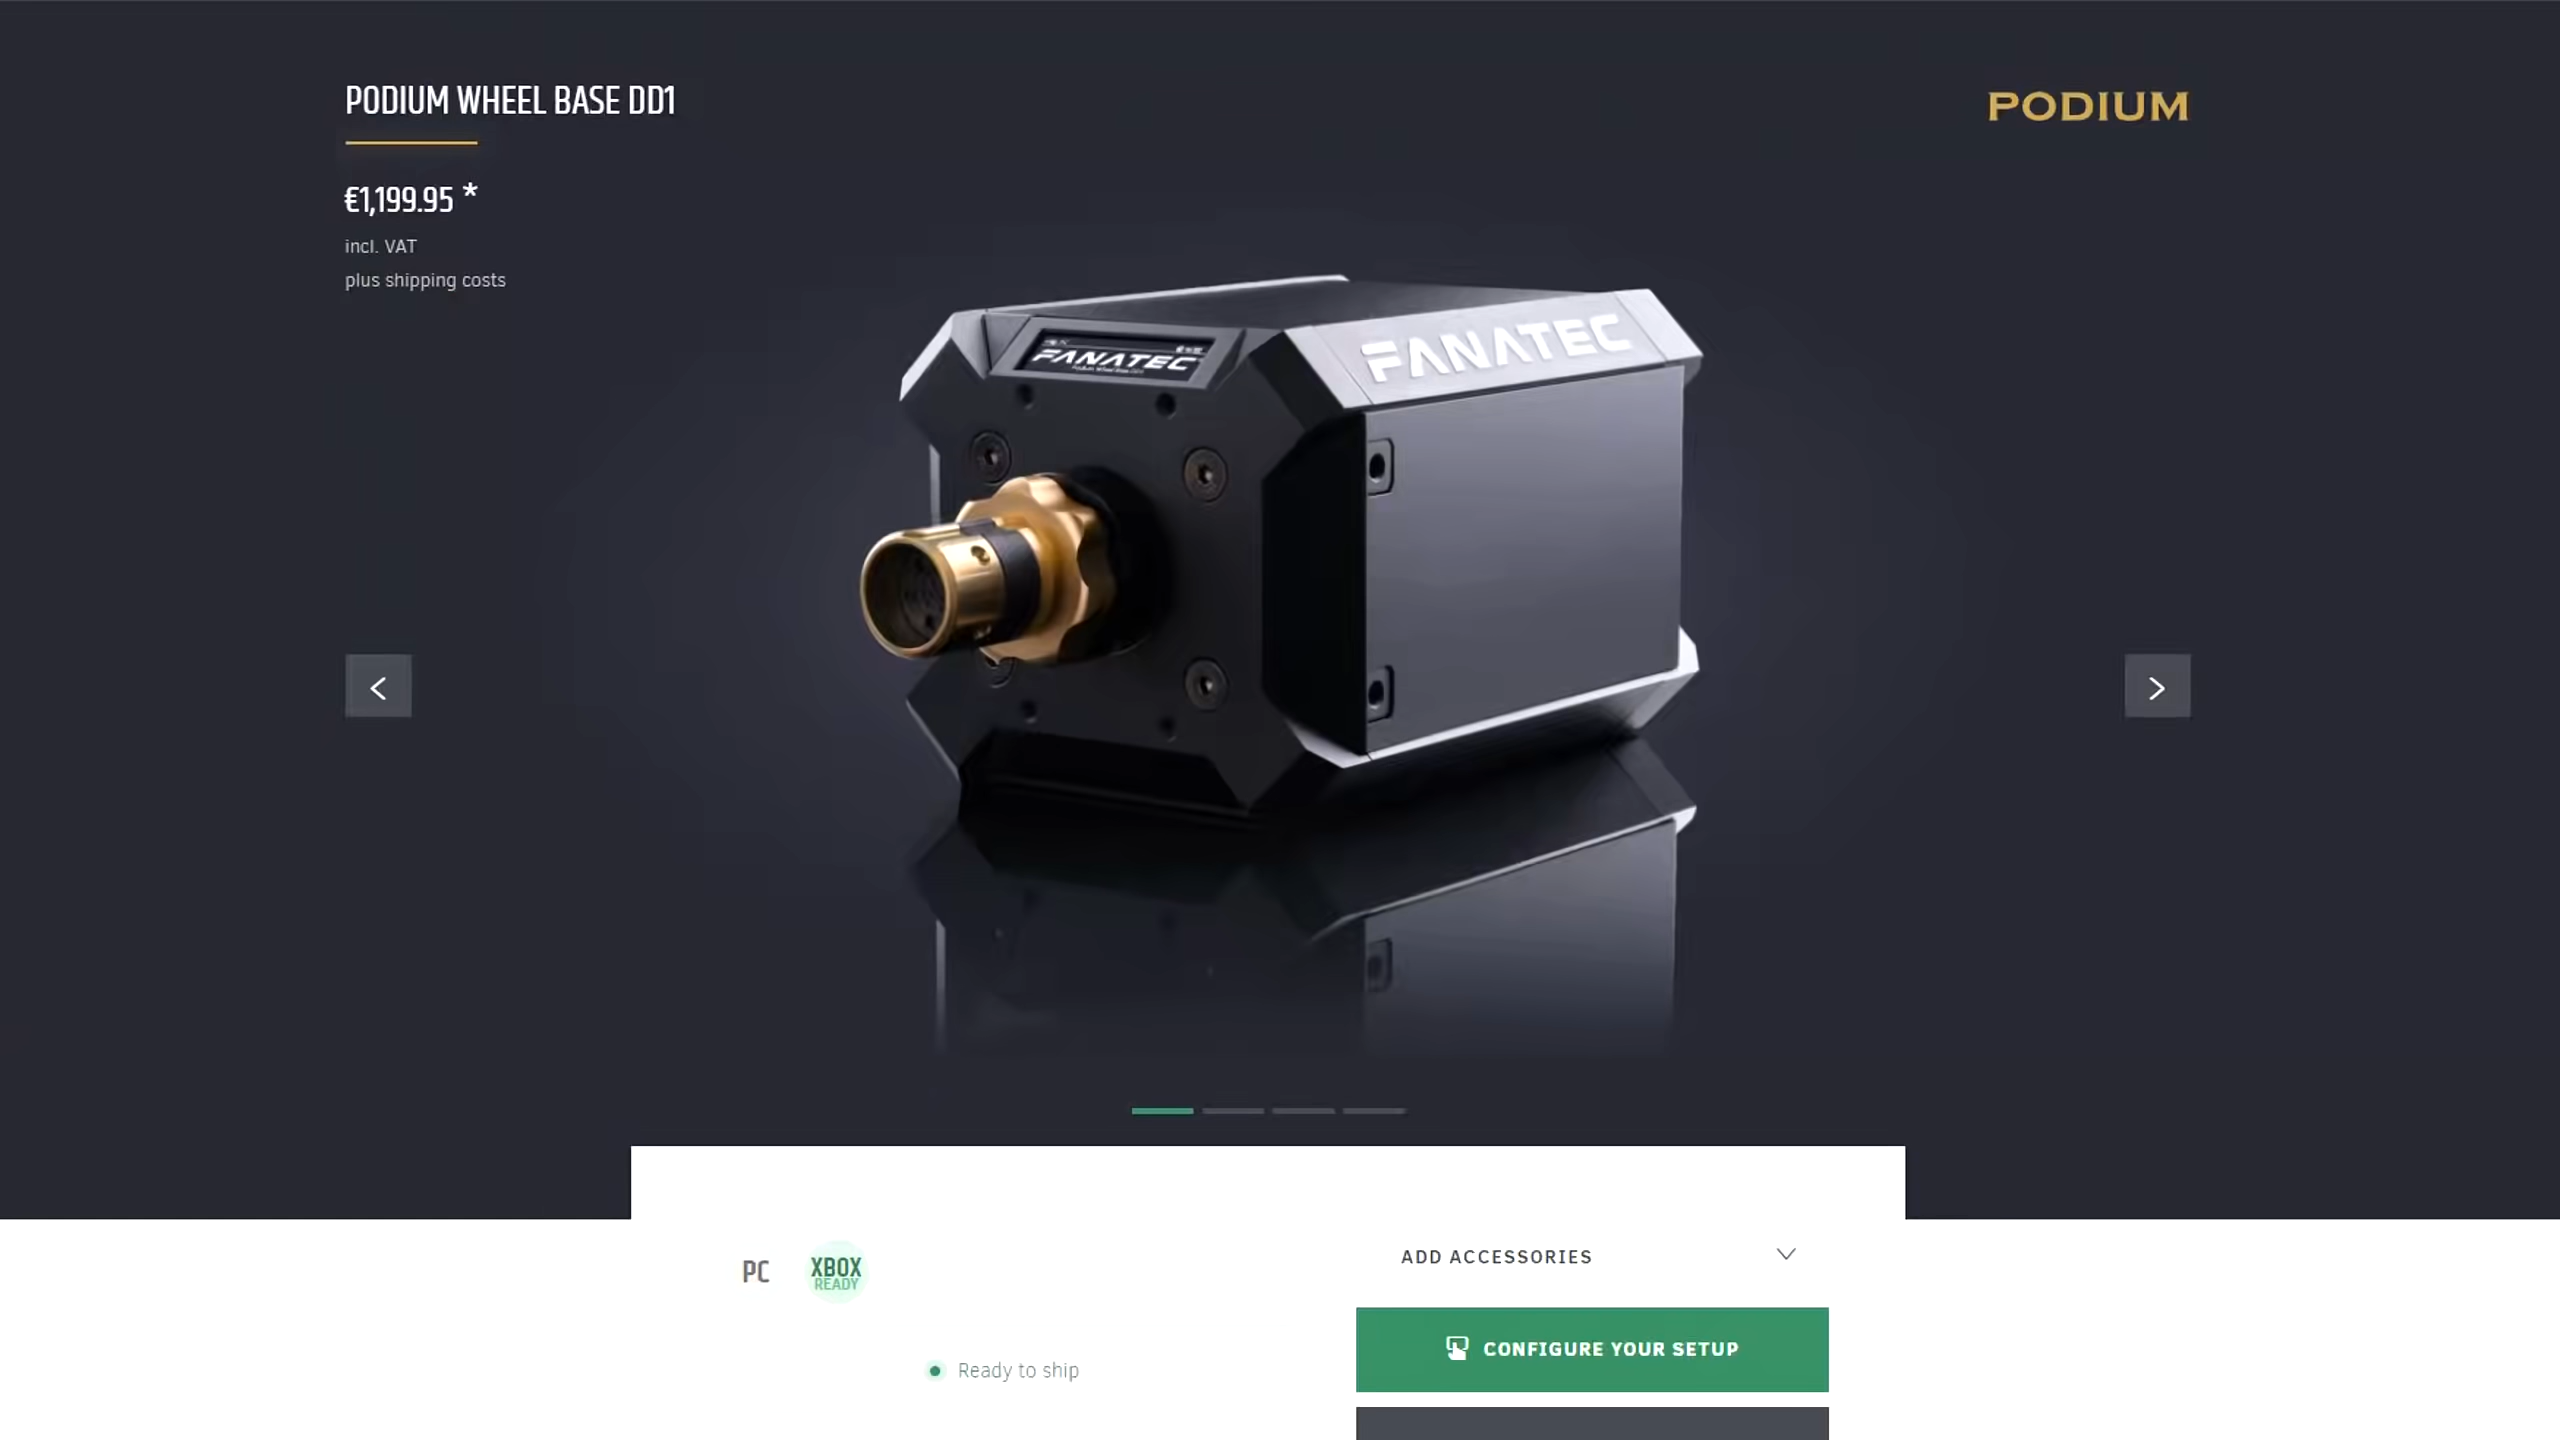 PODIUM WHEEL BASE DD1
PODIUM
€1,199.95 *
incl. VAT
plus shipping costs
FANATEC
FANATEC
PC
XBOX
READY
ADD ACCESSORIES
CONFIGURE YOUR SETUP
Ready to ship